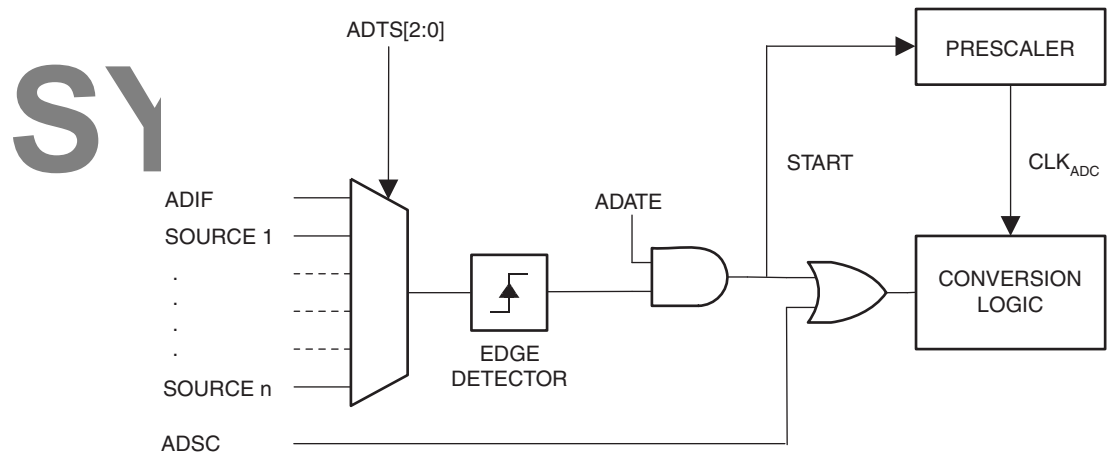 ADTS[2:0]
PRESCALER
SY
START
CLKADC
ADIF
ADATE
SOURCE 1
.
.
.
.
CONVERSION
LOGIC
EDGE
DETECTOR
SOURCE n
ADSC